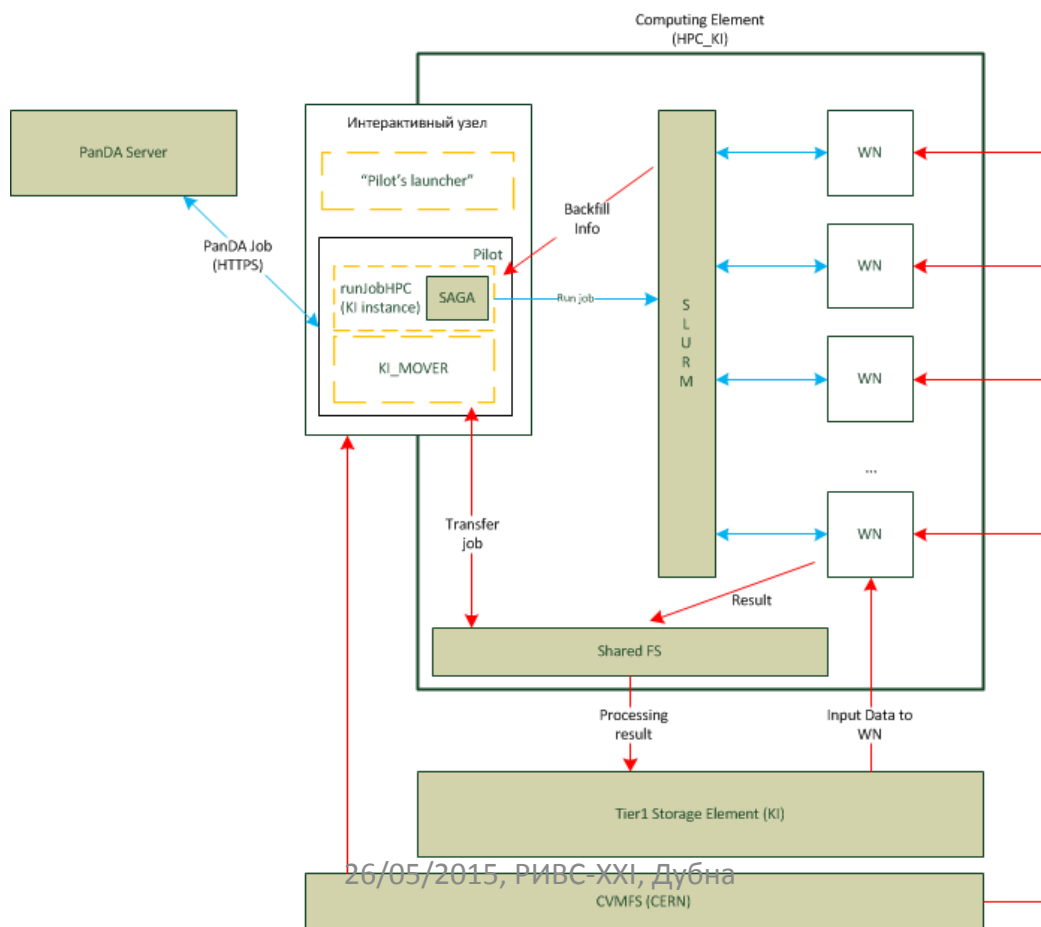 Computing Element
(HPC_KI)
Интерактивный узел
PanDA Server
"Pilot's launcher"
WN
Backfill
Info
PanDA Job
(HTTPS)
Pilot
runJobHPC
(KI instance)
SAGA
Run job
SLURM
WN
KI_MOVER
WN
...
Transfer
job
WN
Result
Shared FS
Processing
result
Input Data to
WN
Tier1 Storage Element (KI)
26/05/2015, РИВС-XXI, Дубна
CVMFS (CERN)